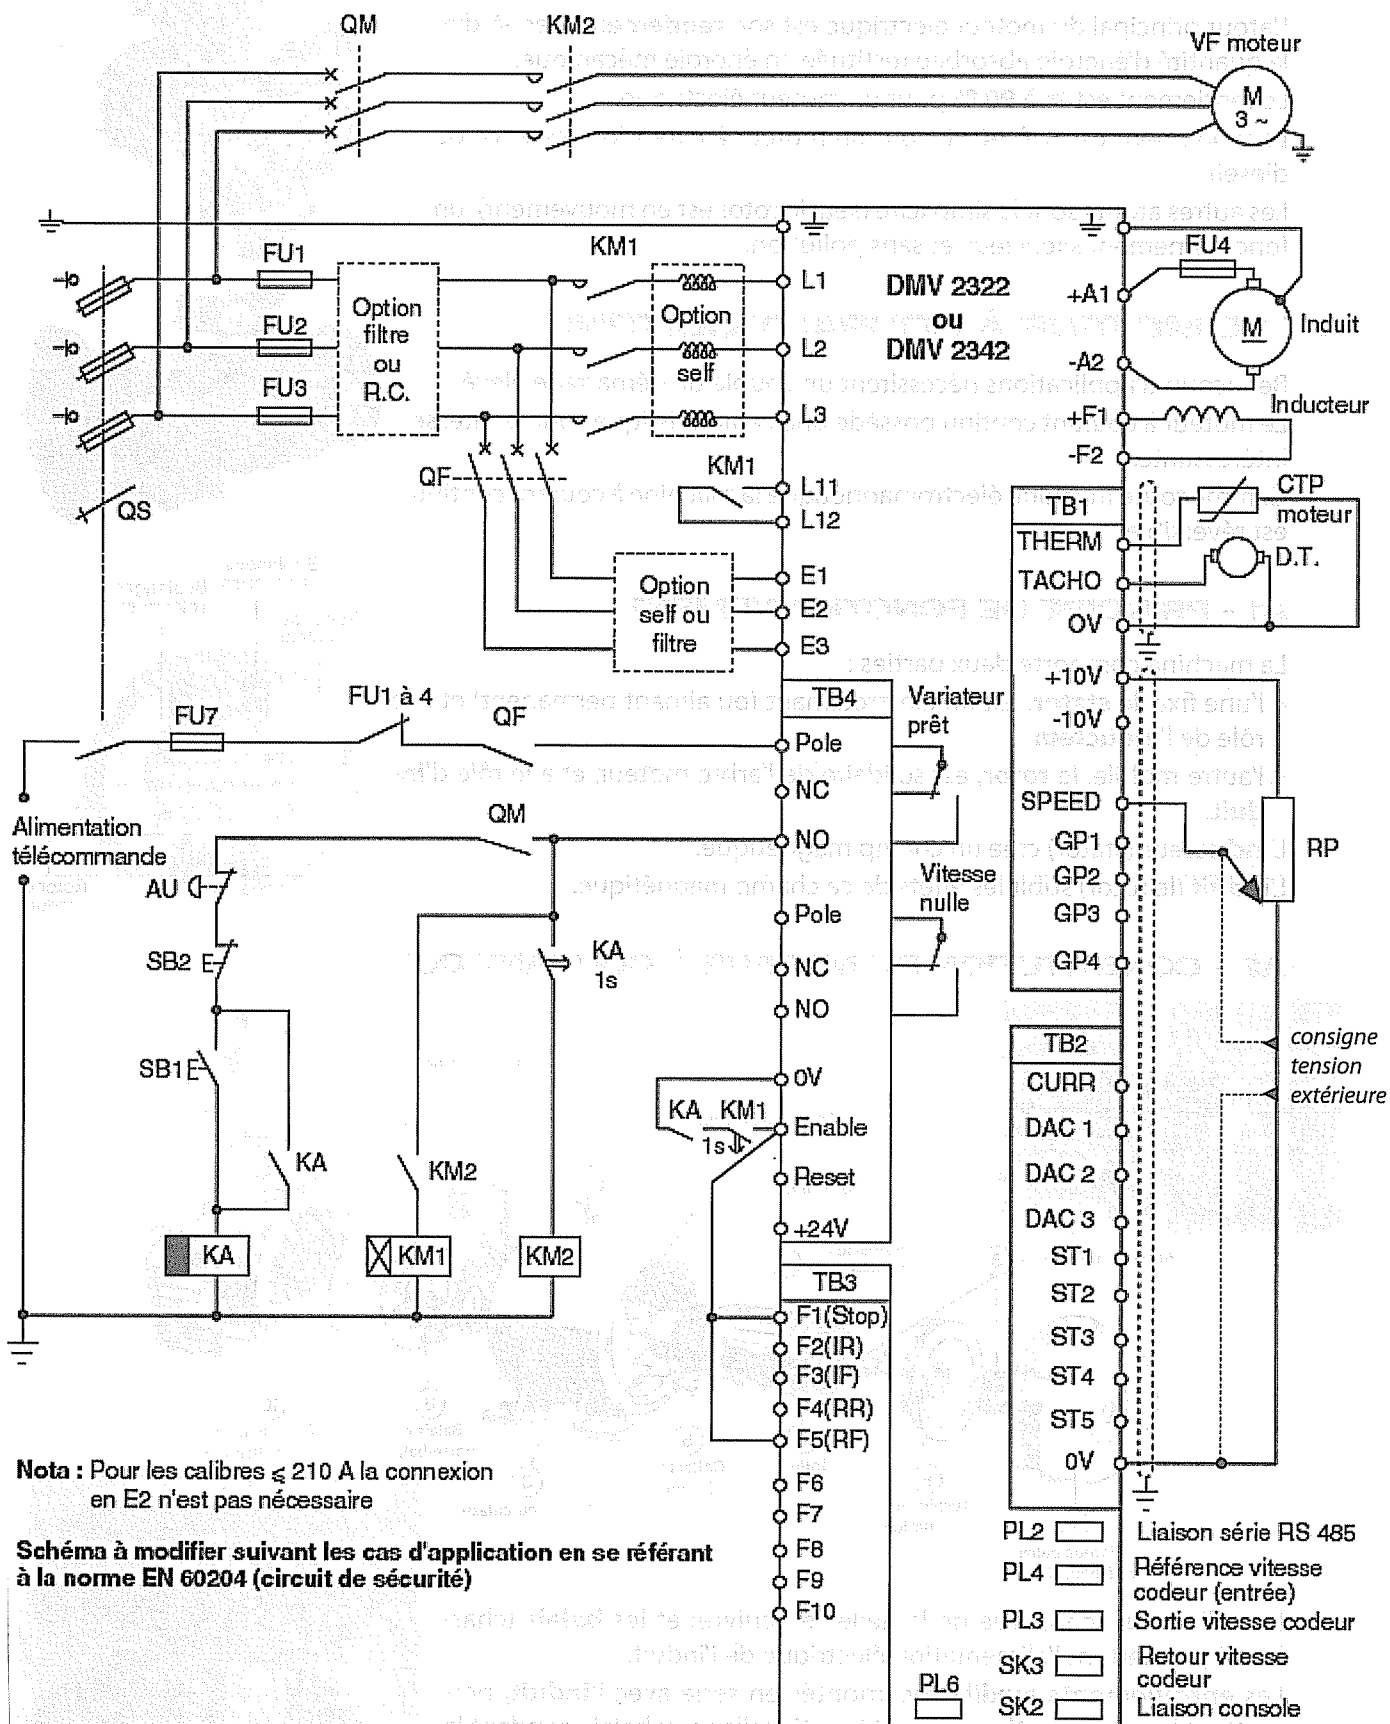 QM
KM2
VF moteur
M
3 ~
FU1
KM1
FU4
L1
DMV 2322
+A1
Option
filtre
ou
R.C.
Option
self
FU2
L2
ou
DMV 2342
M
Induit
-A2
FU3
L3
+F1
Inducteur
-F2
QF
KM1
L11
L12
QS
TB1
CTP
moteur
THERM
D.T.
TACHO
OV
Option
self ou
filtre
E1
E2
E3
+10V
-10V
FU1 à 4
FU7
QF
TB4
Variateur
prêt
Pole
NC
NO
SPEED
RP
GP1
GP2
GP3
GP4
Alimentation
télécommande
QM
AU
Vitesse
nulle
Pole
NC
NO
SB2
KA
1s
SB1
KA
KM2
0V
KA
KM1
1s
Enable
Reset
+24V
TB2
consigne
tension
extérieure
CURR
DAC 1
DAC 2
DAC 3
ST1
ST2
ST3
ST4
ST5
0V
KA
KM1
KM2
TB3
F1(Stop)
F2(IR)
F3(IF)
F4(RR)
F5(RF)
F6
F7
F8
F9
F10
Nota : Pour les calibres ⩽ 210 A la connexion
en E2 n'est pas nécessaire
Schéma à modifier suivant les cas d'application en se référant
à la norme EN 60204 (circuit de sécurité)
PL2
Liaison série RS 485
PL4
Référence vitesse
codeur (entrée)
PL3
Sortie vitesse codeur
SK3
Retour vitesse
codeur
PL6
SK2
Liaison console